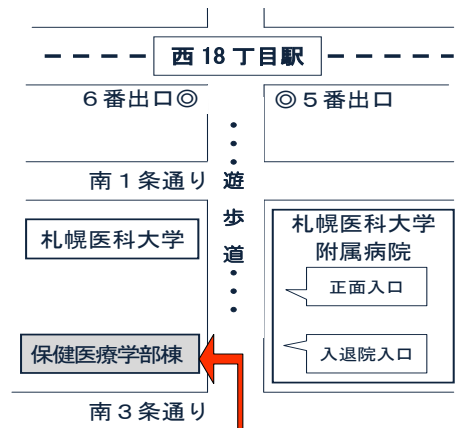 西18丁目駅
6番出口◎
◎5番出口
南1条通り
遊歩道
札幌医科大学
札幌医科大学
附属病院
正面入口
入退院入口
保健医療学部棟
南3条通り